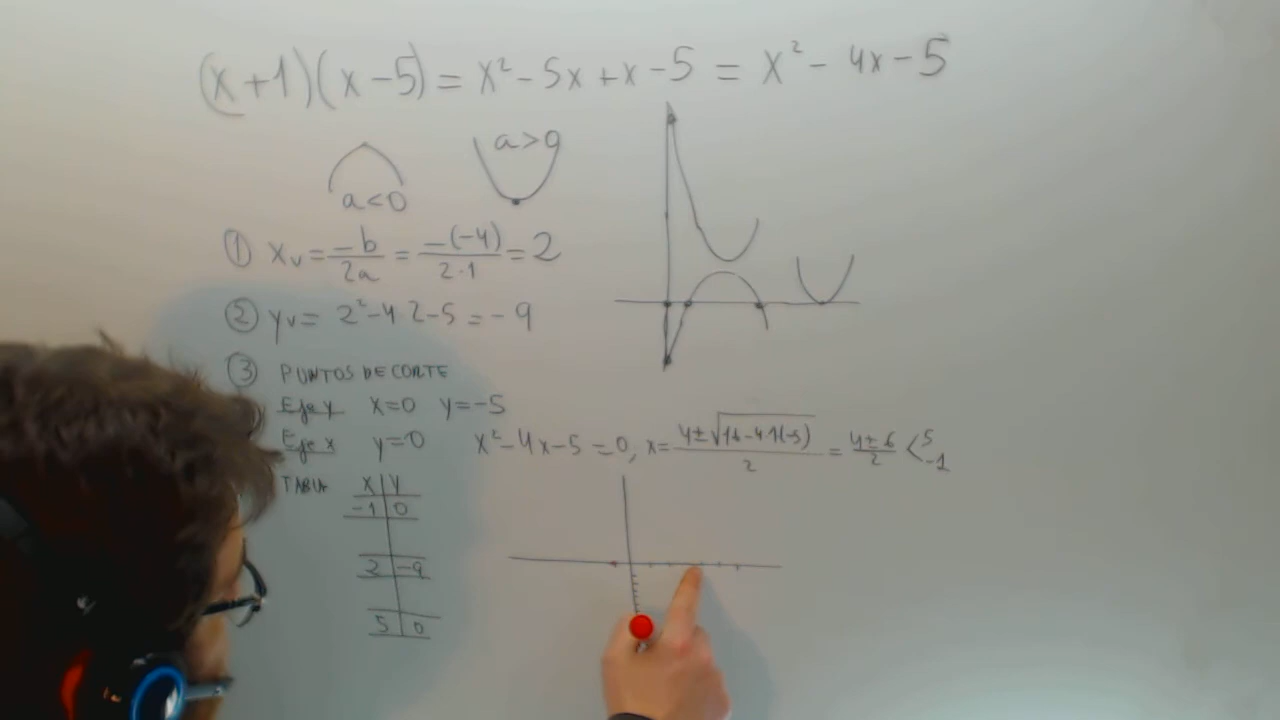 (x+1)(x-5) = x²-5x+x-5 = x²-4x-5
a<0
a>0
① xv = -b/2a = -(-4)/2·1 = 2
② yv = 2²-4 2-5 = -9
③ PUNTOS DE CORTE
Eje y x=0 y=-5
Eje x y=0 x²-4x-5=0, x= 4±√16-4·1(-5)/2 = 4±6/2 < 5 -1
TABLA x y
-1 0
2 -9
5 0